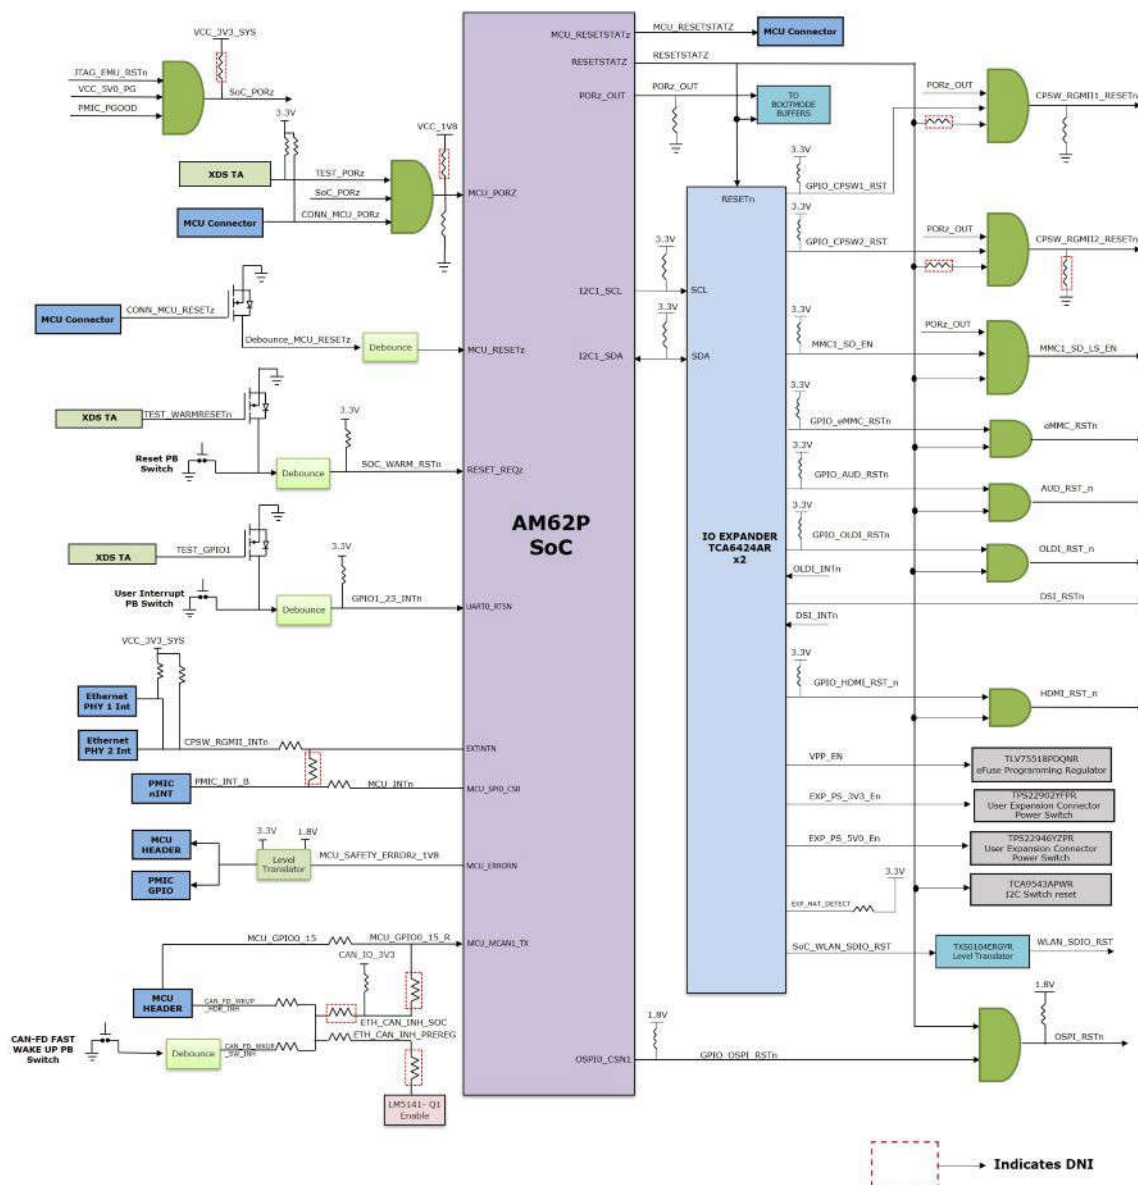 VCC_3V3_SYS
JTAG_EMU_RSTn
VCC_5V0_PG
PMIC_PGOOD
SoC_PORz
3.3V
VCC_1V8
XDS TA
TEST_PORz
SoC_PORz
MCU Connector
CONN_MCU_PORz
MCU_PORZ
MCU Connector
CONN_MCU_RESETz
Debounce_MCU_RESETz
Debounce
MCU_RESETz
XDS TA
TEST_WARMRESETn
3.3V
Reset PB
Switch
Debounce
SOC_WARM_RSTn
RESET_REQz
XDS TA
TEST_GPIO1
3.3V
User Interrupt
PB Switch
Debounce
GPIO1_23_INTn
UART0_RTSN
VCC_3V3_SYS
Ethernet
PHY 1 Int
Ethernet
PHY 2 Int
CPSW_RGMII_INTn
EXTINTN
PMIC
nINT
PMIC_INT_B
MCU_INTn
MCU_SPI0_CS0
MCU
HEADER
PMIC
GPIO
3.3V
1.8V
Level
Translator
MCU_SAFETY_ERRORz_1V8
MCU_ERRORN
MCU_GPIO0_15
MCU_GPIO0_15_R
MCU_MCAN1_TX
CAN_IO_3V3
MCU
HEADER
CAN_FD_WKUP
_HDR_INH
ETH_CAN_INH_SOC
ETH_CAN_INH_PREREG
CAN-FD FAST
WAKE UP PB
Switch
Debounce
CAN_FD_WKUP
_SW_INH
LM5141- Q1
Enable
AM62P
SoC
MCU_RESETSTATz
MCU_RESETSTATZ
MCU Connector
RESETSTATZ
RESETSTATZ
PORz_OUT
PORz_OUT
TO
BOOTMODE
BUFFERS
I2C1_SCL
3.3V
SCL
I2C1_SDA
3.3V
SDA
OSPI0_CSN1
1.8V
GPIO_OSPI_RSTn
RESETn
IO EXPANDER
TCA6424AR
x2
3.3V
GPIO_CPSW1_RST
PORz_OUT
CPSW_RGMII1_RESETn
3.3V
GPIO_CPSW2_RST
PORz_OUT
CPSW_RGMII2_RESETn
3.3V
MMC1_SD_EN
PORz_OUT
MMC1_SD_LS_EN
3.3V
GPIO_eMMC_RSTn
eMMC_RSTn
3.3V
GPIO_AUD_RSTn
AUD_RST_n
3.3V
GPIO_OLDI_RSTn
OLDI_RST_n
OLDI_INTn
DSI_RSTn
DSI_INTn
3.3V
GPIO_HDMI_RST_n
HDMI_RST_n
VPP_EN
TLV75518PDQNR
eFuse Programming Regulator
EXP_PS_3V3_En
TPS22902YFPR
User Expansion Connector
Power Switch
EXP_PS_5V0_En
TPS22946YZPR
User Expansion Connector
Power Switch
3.3V
TCA9543APWR
I2C Switch reset
EXP_HAT_DETECT
SoC_WLAN_SDIO_RST
TXS0104ERGYR
Level Translator
WLAN_SDIO_RST
1.8V
OSPI_RSTn
Indicates DNI